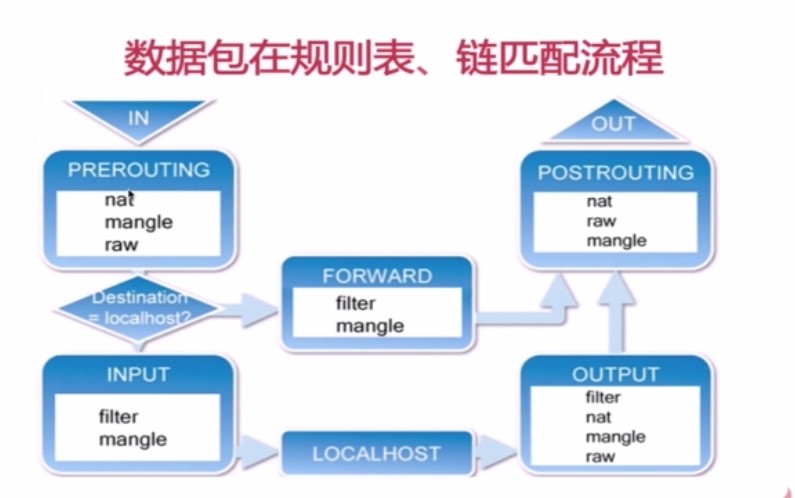 数据包在规则表、链匹配流程
IN
OUT
PREROUTING
nat
mangle
raw
POSTROUTING
nat
raw
mangle
Destination
= localhost?
FORWARD
filter
mangle
INPUT
filter
mangle
LOCALHOST
OUTPUT
filter
nat
mangle
raw